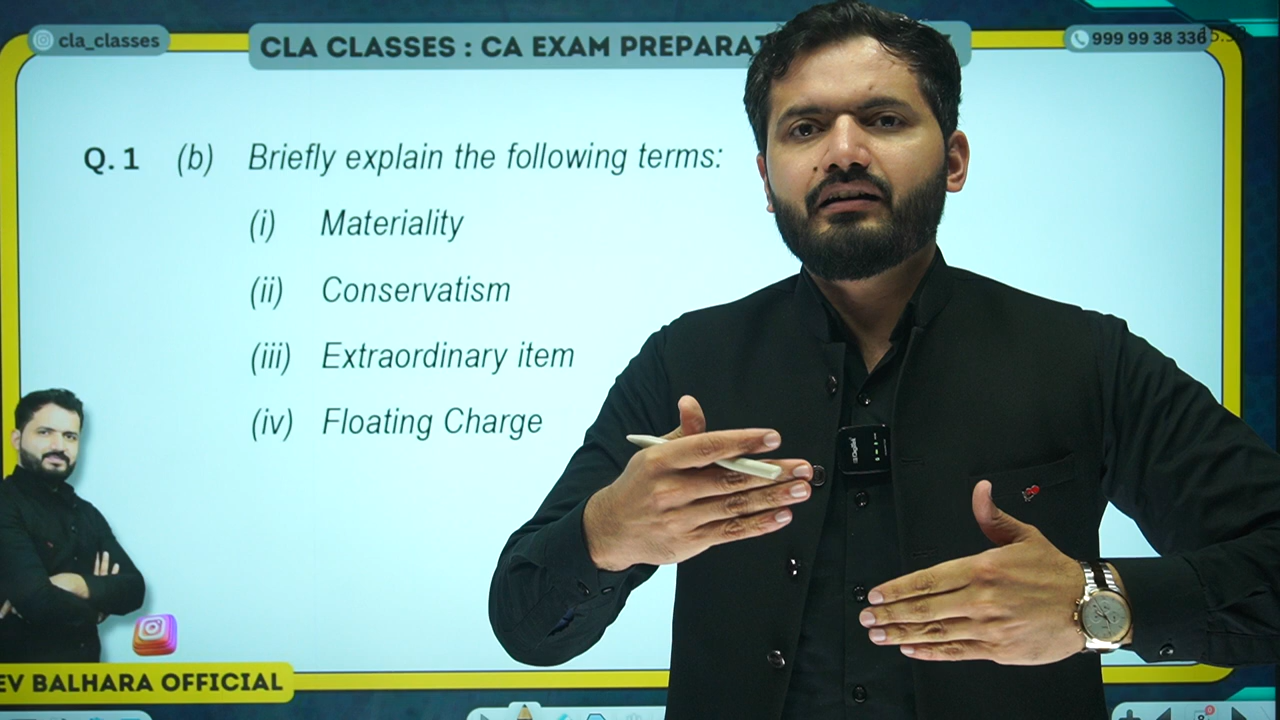 cla_classes
CLA CLASSES : CA EXAM PREPARAT
999 99 38 336
Q. 1 (b) Briefly explain the following terms:
(i) Materiality
(ii) Conservatism
(iii) Extraordinary item
(iv) Floating Charge
EV BALHARA OFFICIAL